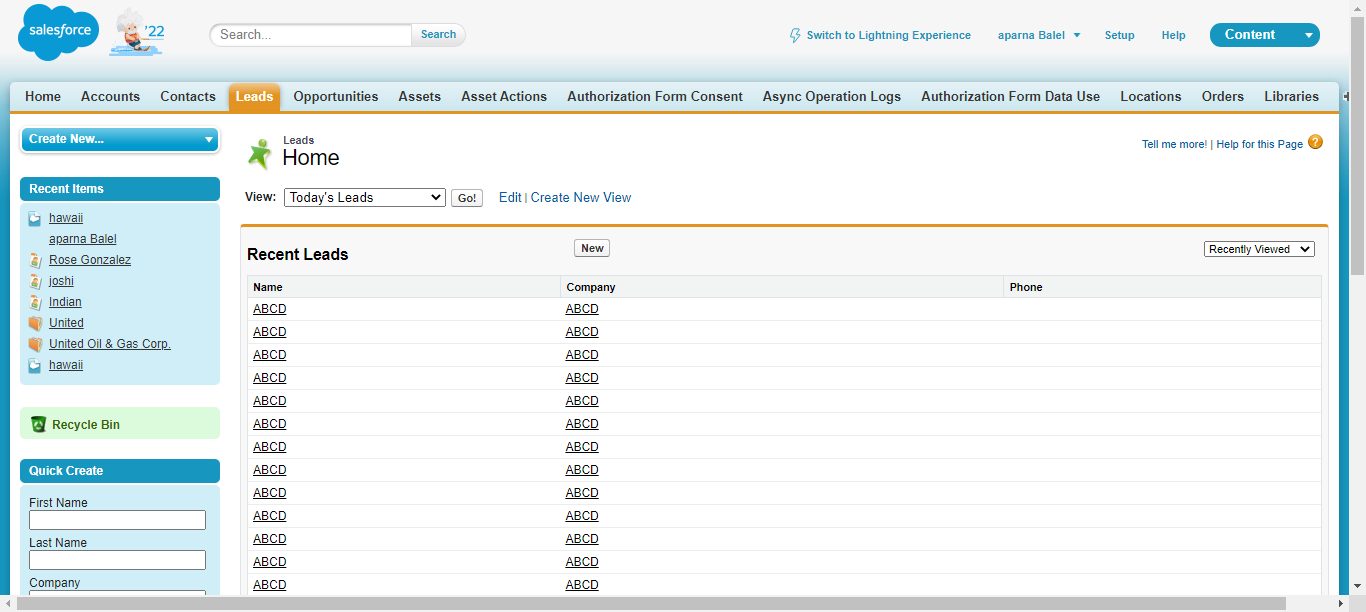 salesforce
'22
Search...
Search
Switch to Lightning Experience
aparna Balel
Setup
Help
Content
Home Accounts Contacts Leads Opportunities Assets Asset Actions Authorization Form Consent Async Operation Logs Authorization Form Data Use Locations Orders Libraries
Create New...
Recent Items
hawaii
aparna Balel
Rose Gonzalez
joshi
Indian
United
United Oil & Gas Corp.
hawaii
Recycle Bin
Quick Create
First Name
Last Name
Company
Leads
Home
Tell me more! | Help for this Page
View: Today's Leads Go! Edit | Create New View
Recent Leads New Recently Viewed
Name Company Phone
ABCD ABCD
ABCD ABCD
ABCD ABCD
ABCD ABCD
ABCD ABCD
ABCD ABCD
ABCD ABCD
ABCD ABCD
ABCD ABCD
ABCD ABCD
ABCD ABCD
ABCD ABCD
ABCD ABCD